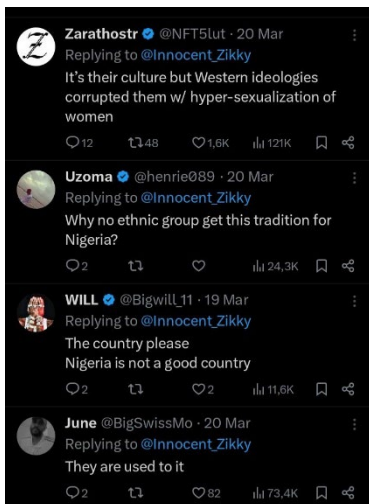 Zarathostr @NFT5lut · 20 Mar
Replying to @Innocent_Zikky
It's their culture but Western ideologies
corrupted them w/ hyper-sexualization of
women
12 48 1,6K 121K
Uzoma @henrie089 · 20 Mar
Replying to @Innocent_Zikky
Why no ethnic group get this tradition for
Nigeria?
2 24,3K
WILL @Bigwill_11 · 19 Mar
Replying to @Innocent_Zikky
The country please
Nigeria is not a good country
2 2 11,6K
June @BigSwissMo · 20 Mar
Replying to @Innocent_Zikky
They are used to it
2 82 73,4K